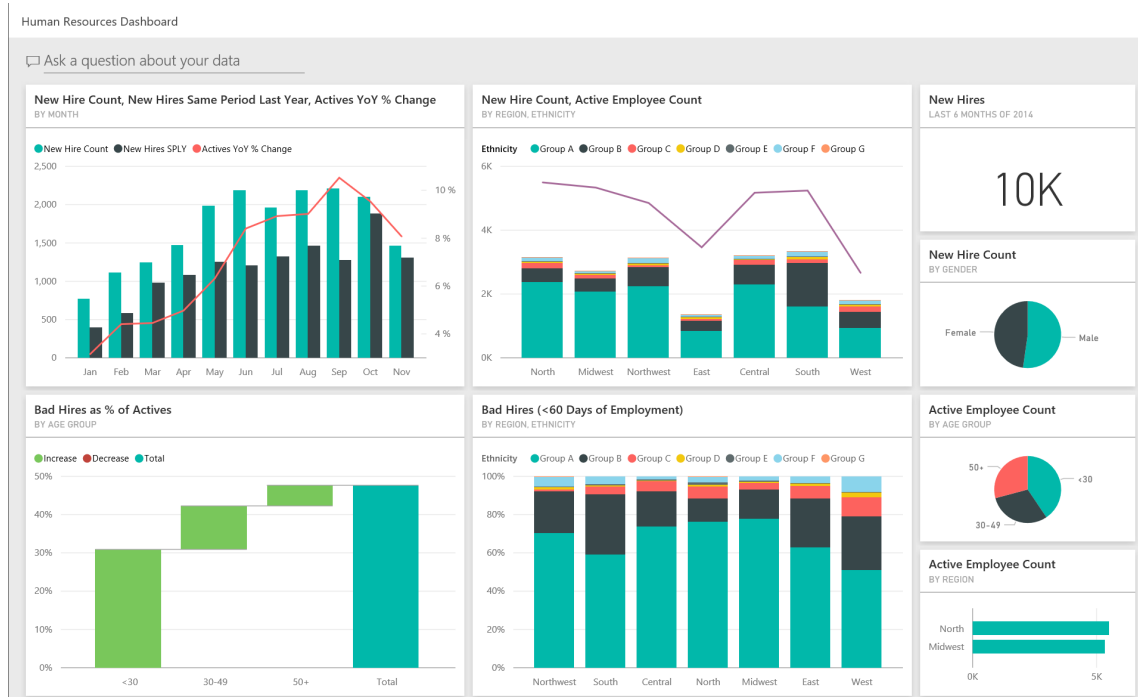 Human Resources Dashboard
Ask a question about your data
New Hire Count, New Hires Same Period Last Year, Actives YoY % Change
BY MONTH
New Hire Count New Hires SPLY Actives YoY % Change
2,500
2,000
1,500
1,000
500
0
10 %
8 %
6 %
4 %
Jan Feb Mar Apr May Jun Jul Aug Sep Oct Nov
New Hire Count, Active Employee Count
BY REGION, ETHNICITY
Ethnicity Group A Group B Group C Group D Group E Group F Group G
6K
4K
2K
0K
North Midwest Northwest East Central South West
New Hires
LAST 6 MONTHS OF 2014
10K
New Hire Count
BY GENDER
Female
Male
Bad Hires as % of Actives
BY AGE GROUP
Increase Decrease Total
50%
40%
30%
20%
10%
0%
<30 30-49 50+ Total
Bad Hires (<60 Days of Employment)
BY REGION, ETHNICITY
Ethnicity Group A Group B Group C Group D Group E Group F Group G
100%
80%
60%
40%
20%
0%
Northwest South Central North Midwest East West
Active Employee Count
BY AGE GROUP
50+
<30
30-49
Active Employee Count
BY REGION
North
Midwest
0K 5K